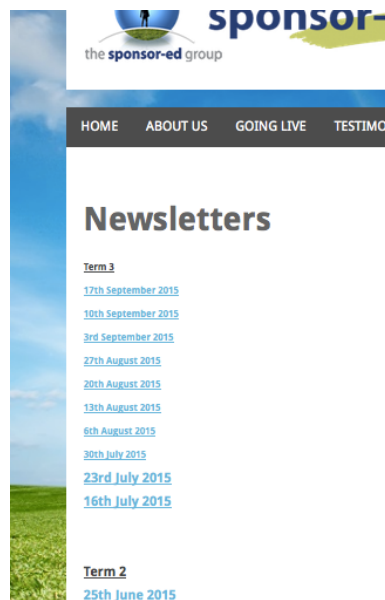 sponsor-
the sponsor-ed group
HOME ABOUT US GOING LIVE TESTIMO
Newsletters
Term 3
17th September 2015
10th September 2015
3rd September 2015
27th August 2015
20th August 2015
13th August 2015
6th August 2015
30th July 2015
23rd July 2015
16th July 2015
Term 2
25th June 2015